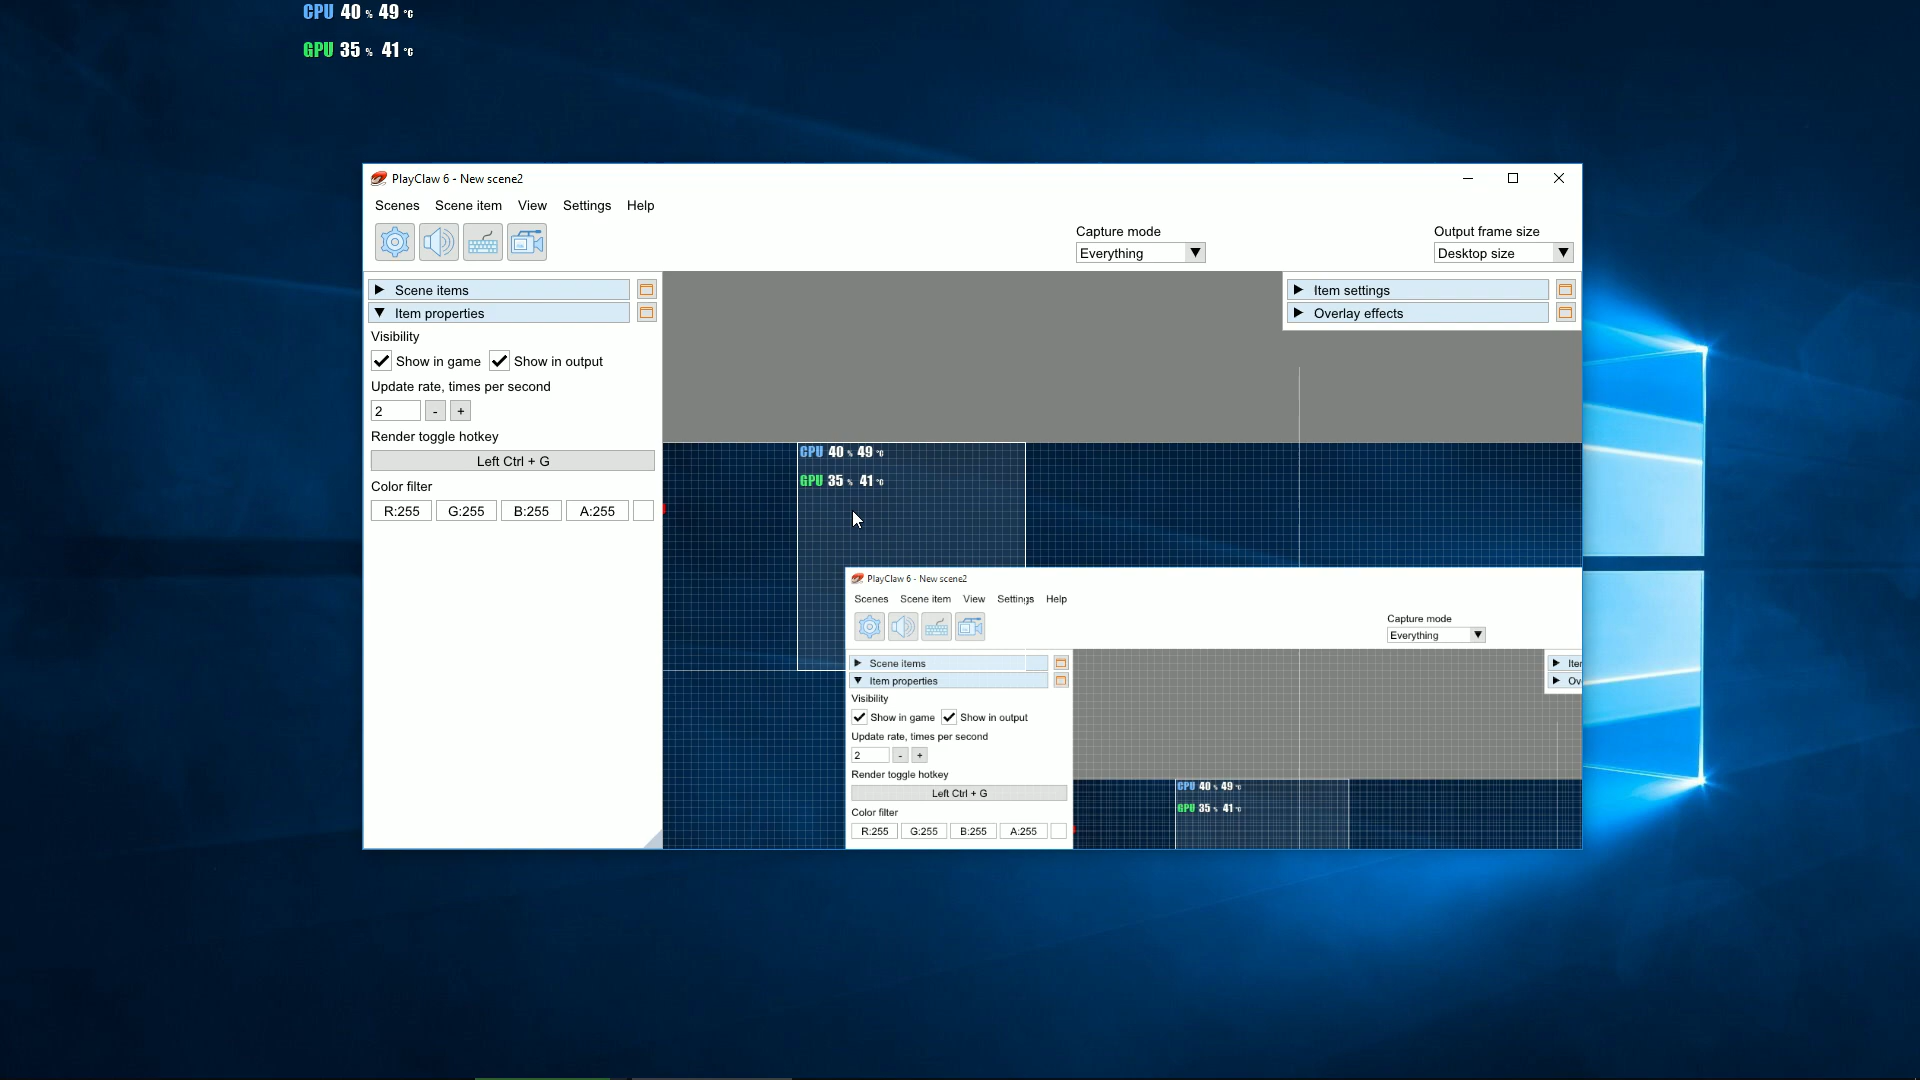 CPU 40 % 49 °C
GPU 35 % 41 °C
PlayClaw 6 - New scene2
Scenes Scene item View Settings Help
Capture mode
Everything
Output frame size
Desktop size
Scene items
Item properties
Visibility
Show in game Show in output
Update rate, times per second
2 - +
Render toggle hotkey
Left Ctrl + G
Color filter
R:255 G:255 B:255 A:255
Item settings
Overlay effects
CPU 40 % 49 °C
GPU 35 % 41 °C
PlayClaw 6 - New scene2
Scenes Scene item View Settings Help
Capture mode
Everything
Scene items
Item properties
Visibility
Show in game Show in output
Update rate, times per second
2 - +
Render toggle hotkey
Left Ctrl + G
Color filter
R:255 G:255 B:255 A:255
CPU 40 % 49 °C
GPU 35 % 41 °C